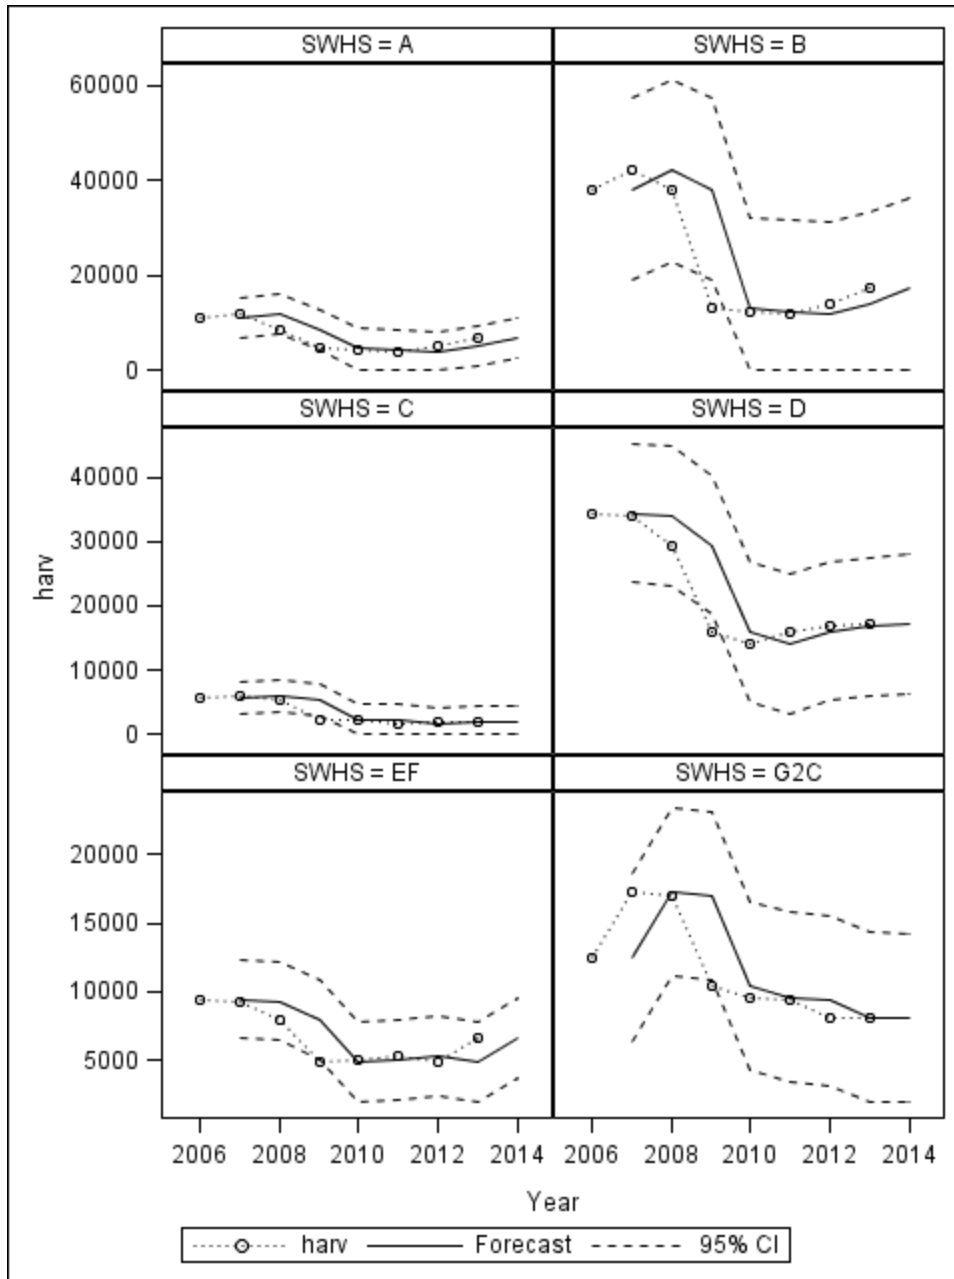 SWHS = A SWHS = B
60000
40000
20000
0
SWHS = C SWHS = D
40000
30000
20000
10000
0
harv
SWHS = EF SWHS = G2C
20000
15000
10000
5000
2006 2008 2010 2012 2014 2006 2008 2010 2012 2014
Year
harv Forecast 95% CI